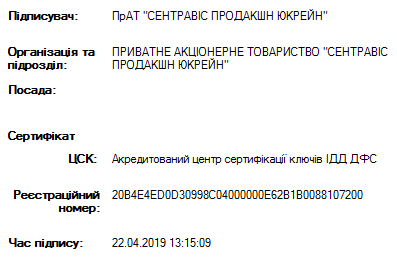 Підписувач: ПрАТ "СЕНТРАВІС ПРОДАКШН ЮКРЕЙН"
Організація та ПРИВАТНЕ АКЦІОНЕРНЕ ТОВАРИСТВО "СЕНТРАВІС
підрозділ: ПРОДАКШН ЮКРЕЙН"
Посада:
Сертифікат
ЦСК: Акредитований центр сертифікації ключів ІДД ДФС
Реєстраційний 20B4E4ED0D30998C04000000E62B1B0088107200
номер:
Час підпису: 22.04.2019 13:15:09